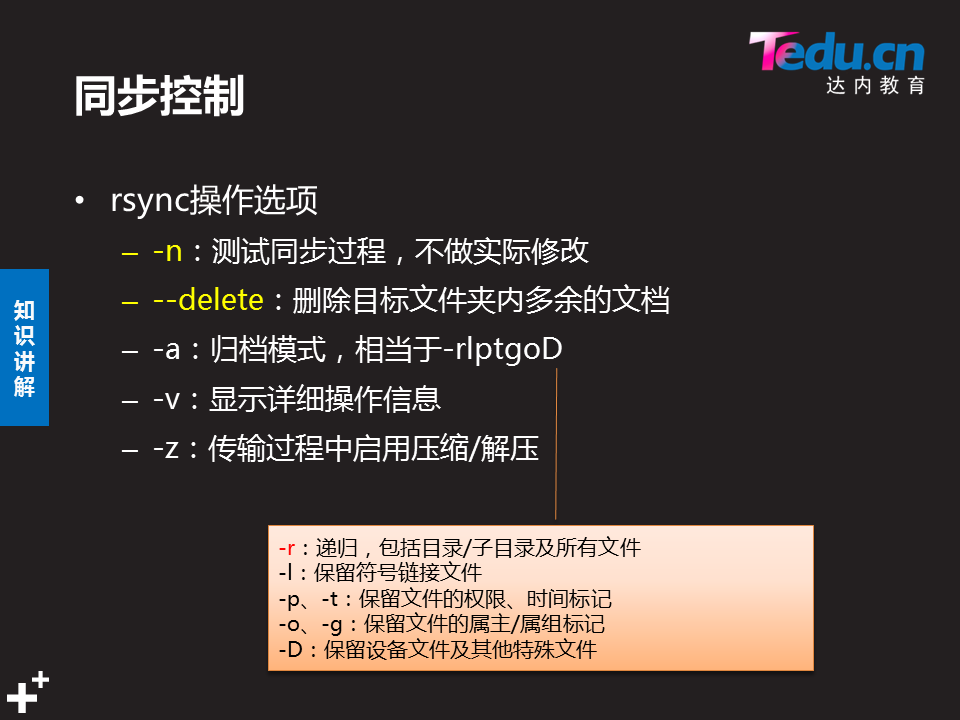 Tedu.cn
达内教育
同步控制
• rsync操作选项
– -n：测试同步过程，不做实际修改
– --delete：删除目标文件夹内多余的文档
– -a：归档模式，相当于-rlptgoD
– -v：显示详细操作信息
– -z：传输过程中启用压缩/解压
知识讲解
-r：递归，包括目录/子目录及所有文件
-l：保留符号链接文件
-p、-t：保留文件的权限、时间标记
-o、-g：保留文件的属主/属组标记
-D：保留设备文件及其他特殊文件